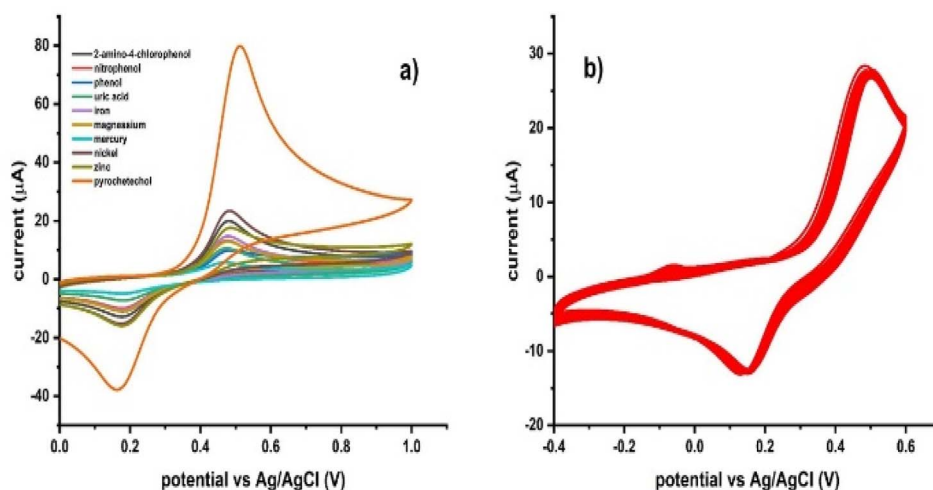 a)
80
60
40
20
0
-20
-40
current (μA)
2-amino-4-chlorophenol
nitrophenol
phenol
uric acid
iron
magnessium
mercury
nickel
zinc
pyrochetechol
0.0 0.2 0.4 0.6 0.8 1.0
potential vs Ag/AgCl (V)
b)
30
20
10
0
-10
-20
current (μA)
-0.4 -0.2 0.0 0.2 0.4 0.6
potential vs Ag/AgCl (V)